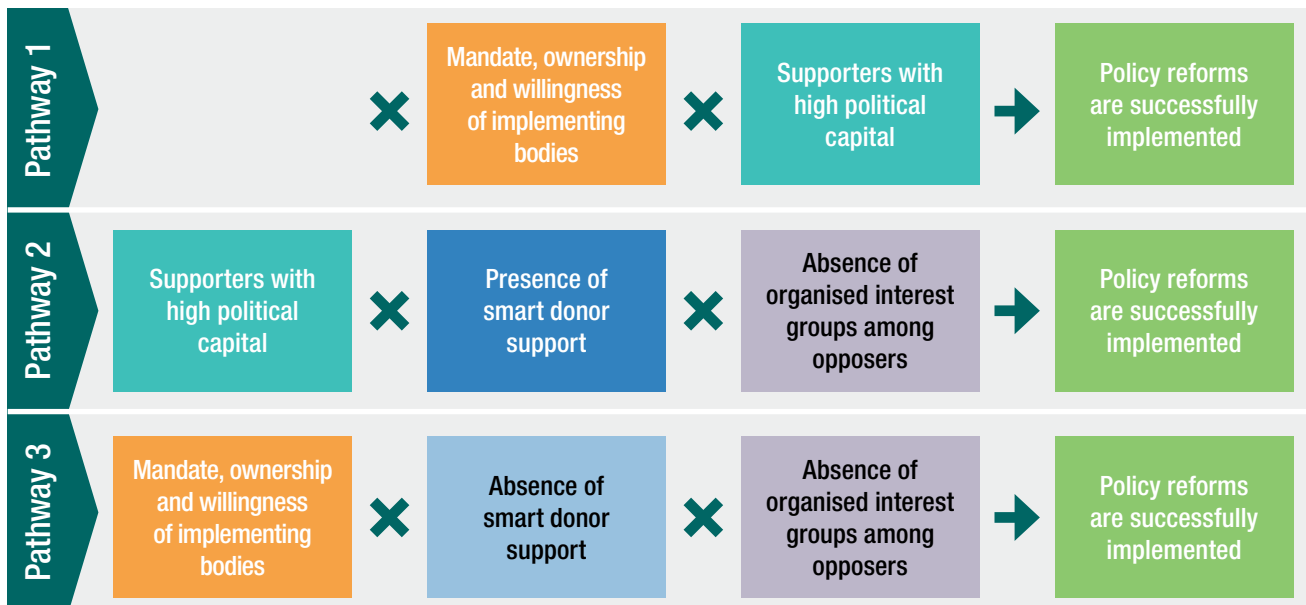 Pathway 1
Mandate, ownership
and willingness
of implementing
bodies
Supporters with
high political
capital
Policy reforms
are successfully
implemented
Pathway 2
Supporters with
high political
capital
Presence of
smart donor
support
Absence of
organised interest
groups among
opposers
Policy reforms
are successfully
implemented
Pathway 3
Mandate, ownership
and willingness
of implementing
bodies
Absence of
smart donor
support
Absence of
organised interest
groups among
opposers
Policy reforms
are successfully
implemented